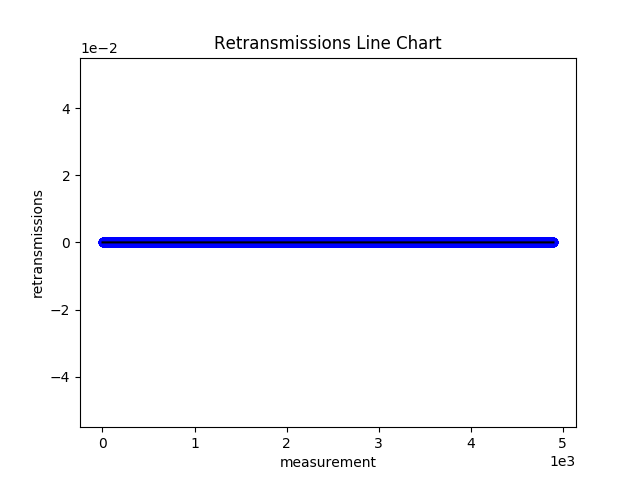 Retransmissions Line Chart
1e−2
4
2
0
−2
−4
retransmissions
0 1 2 3 4 5
1e3
measurement